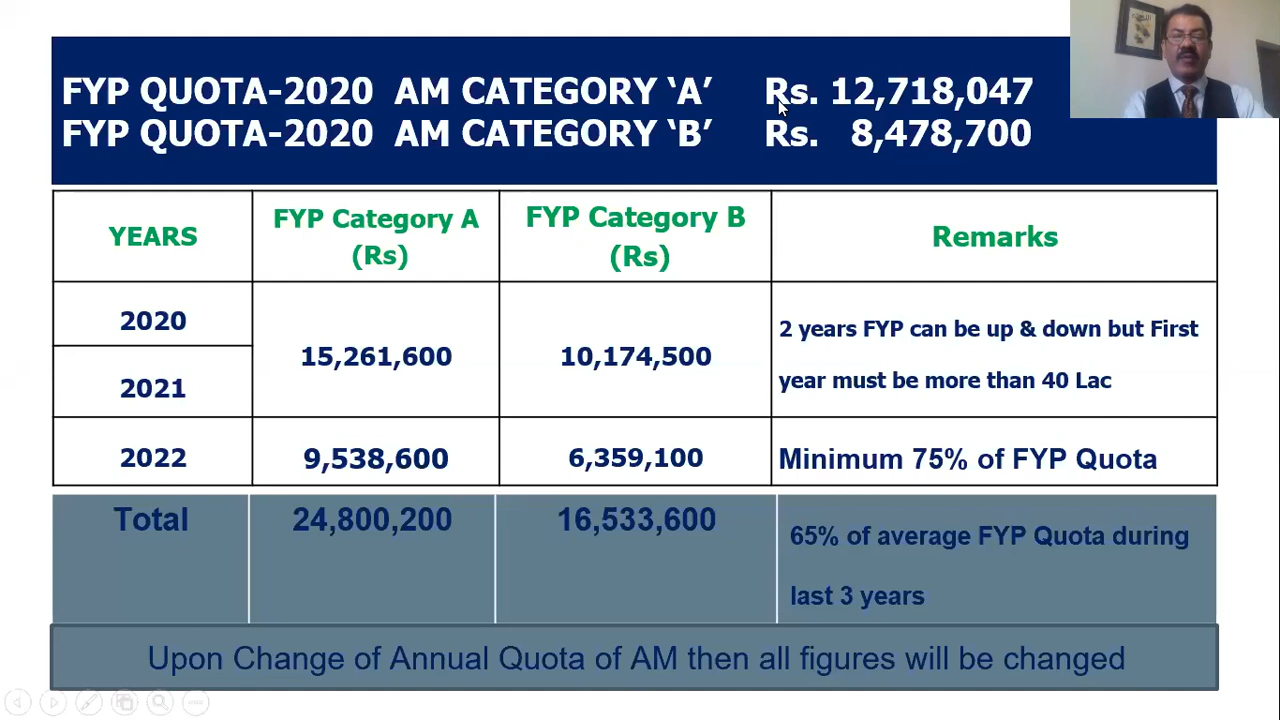 FYP QUOTA-2020 AM CATEGORY ‘A’ Rs. 12,718,047
FYP QUOTA-2020 AM CATEGORY ‘B’ Rs. 8,478,700
YEARS
FYP Category A
(Rs)
FYP Category B
(Rs)
Remarks
2020
2021
15,261,600
10,174,500
2 years FYP can be up & down but First
year must be more than 40 Lac
2022
9,538,600
6,359,100
Minimum 75% of FYP Quota
Total
24,800,200
16,533,600
65% of average FYP Quota during
last 3 years
Upon Change of Annual Quota of AM then all figures will be changed